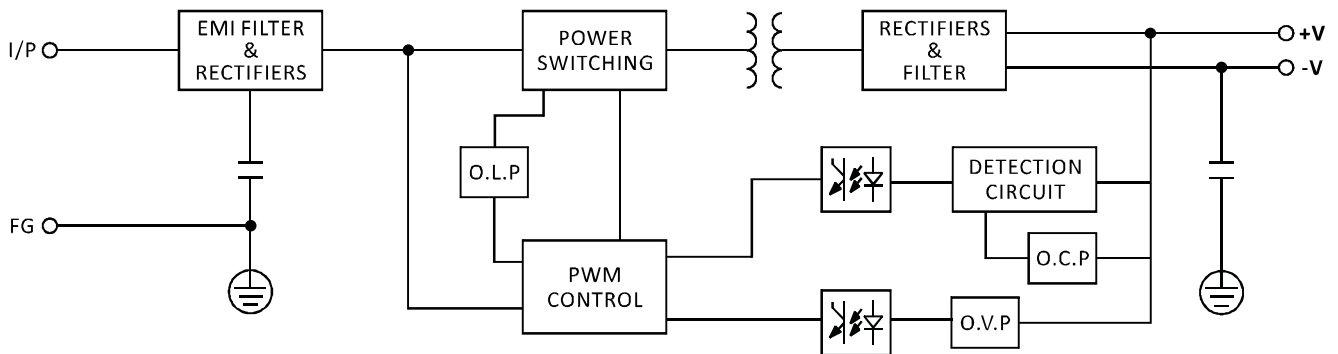 I/P
EMI FILTER
&
RECTIFIERS
POWER
SWITCHING
RECTIFIERS
&
FILTER
+V
-V
O.L.P
DETECTION
CIRCUIT
FG
PWM
CONTROL
O.C.P
O.V.P